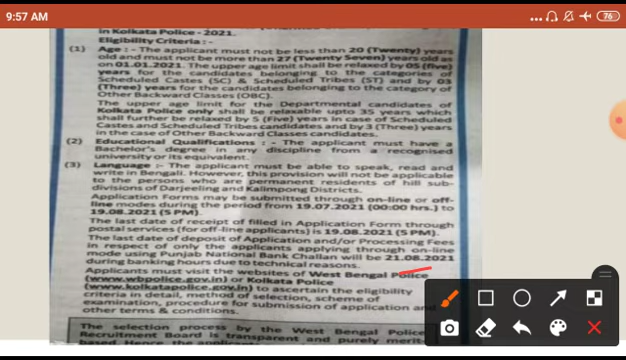 9:57 AM
76
in Kolkata Police - 2021.
Eligibility Criteria : -
(1) Age : - The applicant must not be less than 20 (Twenty) years
old and must not be more than 27 (Twenty Seven) years old as
on 01.01.2021. The upper age limit shall be relaxed by 05 (five)
years for the candidates belonging to the categories of
Scheduled Castes (SC) & Scheduled Tribes (ST) and by 03
(Three) years for the candidates belonging to the category of
Other Backward Classes (OBC).
The upper age limit for the Departmental candidates of
Kolkata Police only shall be relaxable upto 35 years which
shall further be relaxed by 5 (Five) years in case of Scheduled
Castes and Scheduled Tribes candidates and by 3 (Three) years
in the case of Other Backward Classes candidates.
(2) Educational Qualifications : - The applicant must have a
Bachelor's degree in any discipline from a recognised
university or its equivalent.
(3) Language :- The applicant must be able to speak, read and
write in Bengali. However, this provision will not be applicable
to the persons who are permanent residents of hill sub-
divisions of Darjeeling and Kalimpong Districts.
Application Forms may be submitted through on-line or off-
line modes during the period from 19.07.2021 (00:00 hrs.) to
19.08.2021 (5 PM).
The last date of receipt of filled in Application Form through
postal services (for off-line applicants) is 19.08.2021 (5 PM).
The last date of deposit of Application and/or Processing Fees
in respect of only the applicants applying through on-line
mode using Punjab National Bank Challan will be 21.08.2021
during banking hours due to technical reasons.
Applicants must visit the websites of West Bengal Police
(www.wbpolice.gov.in) or Kolkata Police
(www.kolkatapolice.gov.in) to ascertain the eligibility
criteria in detail, method of selection, scheme of
examination, procedure for submission of application and
other terms & conditions.
The selection process by the West Bengal Police
Recruitment Board is transparent and purely merit
based. Hence the